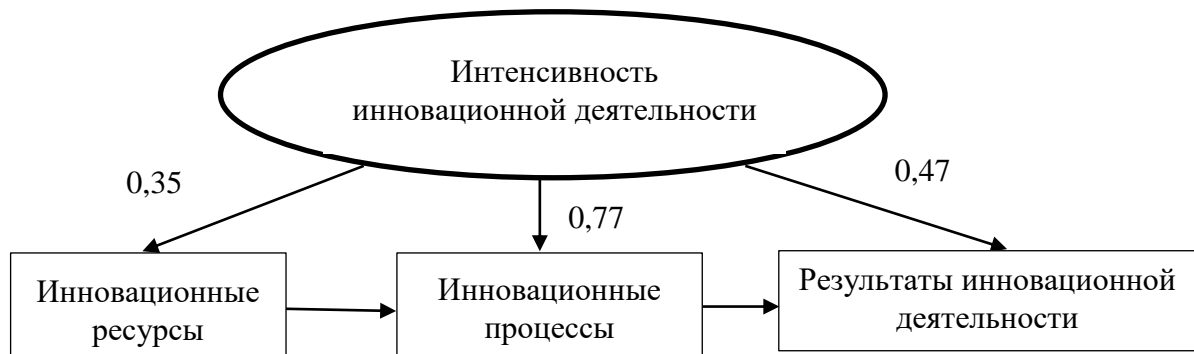 Интенсивность
инновационной деятельности
0,35
0,77
0,47
Инновационные
ресурсы
Инновационные
процессы
Результаты инновационной
деятельности